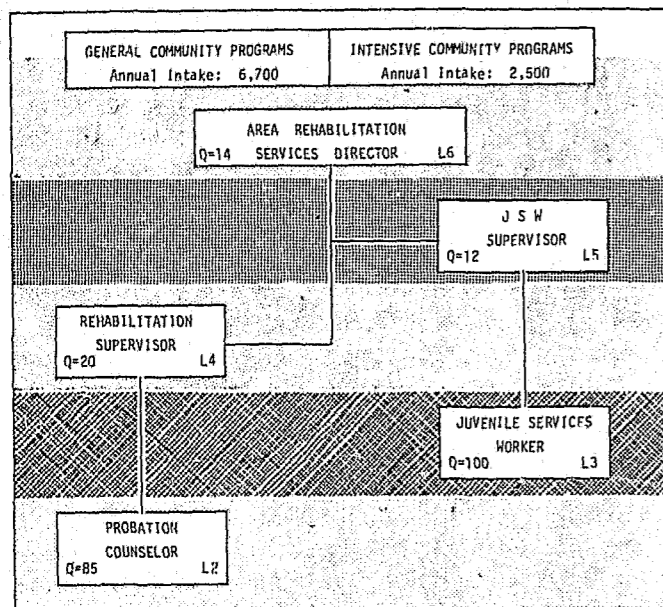 GENERAL COMMUNITY PROGRAMS
Annual Intake: 6,700
INTENSIVE COMMUNITY PROGRAMS
Annual Intake: 2,500
AREA REHABILITATION
Q=14 SERVICES DIRECTOR L6
J S W
SUPERVISOR
Q=12 L5
REHABILITATION
SUPERVISOR
Q=20 L4
JUVENILE SERVICES
WORKER
Q=100 L3
PROBATION
COUNSELOR
Q=85 L2